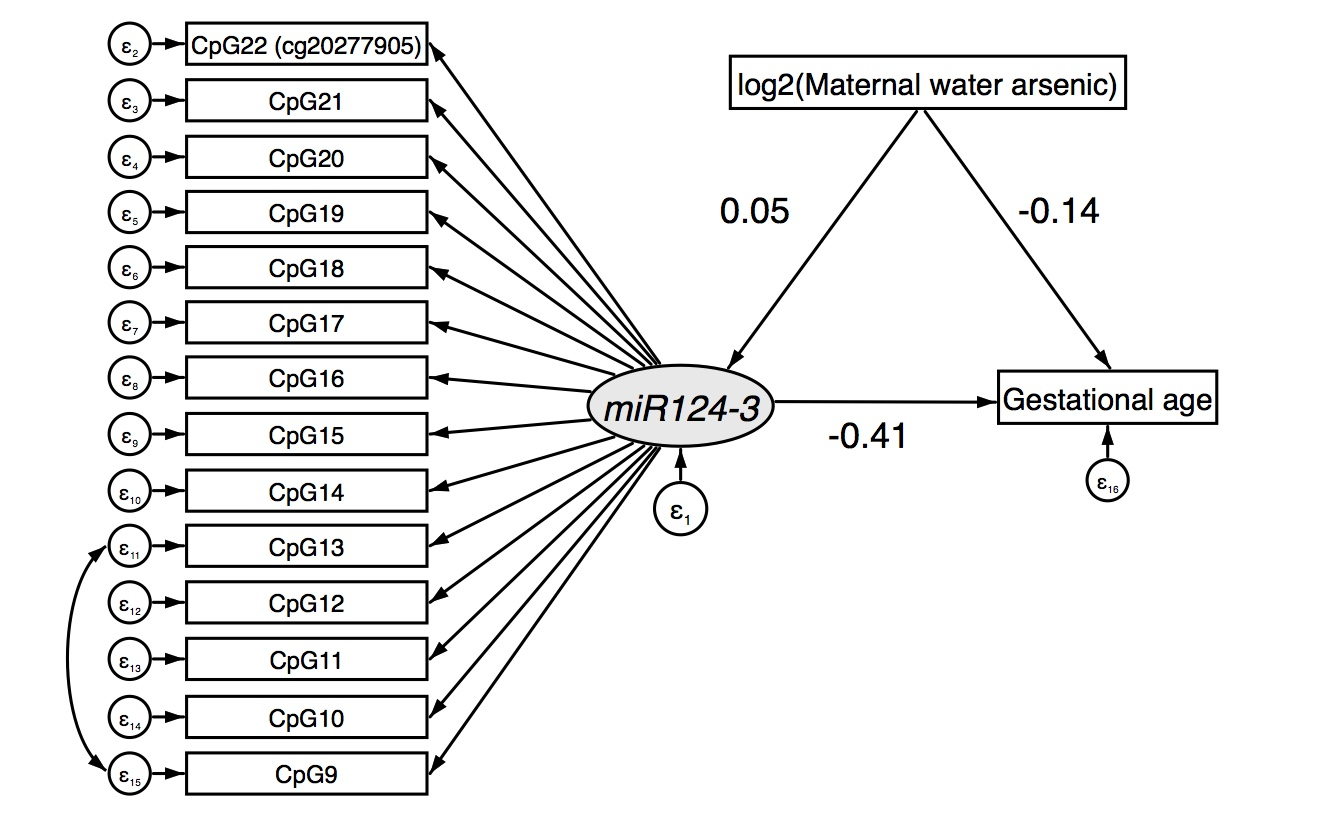 ε2 CpG22 (cg20277905)
ε3 CpG21
ε4 CpG20
ε5 CpG19
ε6 CpG18
ε7 CpG17
ε8 CpG16
ε9 CpG15
ε10 CpG14
ε11 CpG13
ε12 CpG12
ε13 CpG11
ε14 CpG10
ε15 CpG9
miR124-3
ε1
log2(Maternal water arsenic)
0.05
-0.14
-0.41
Gestational age
ε16